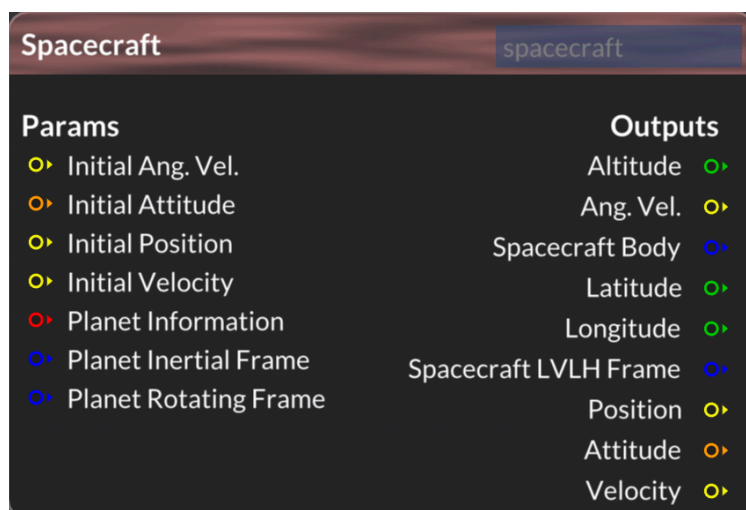 Spacecraft
spacecraft
Params
Initial Ang. Vel.
Initial Attitude
Initial Position
Initial Velocity
Planet Information
Planet Inertial Frame
Planet Rotating Frame
Outputs
Altitude
Ang. Vel.
Spacecraft Body
Latitude
Longitude
Spacecraft LVLH Frame
Position
Attitude
Velocity